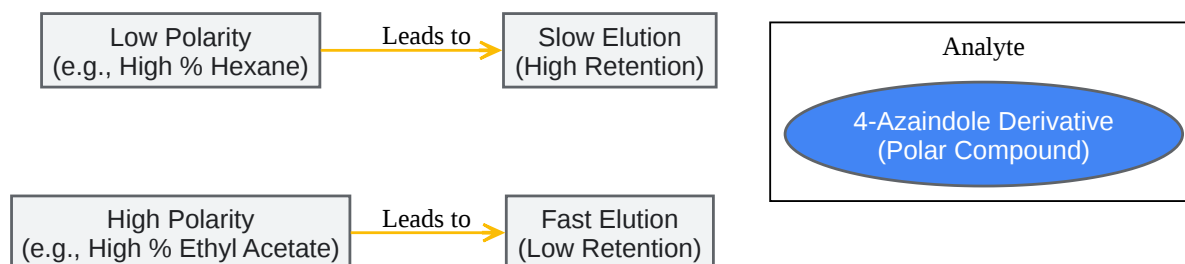 Low Polarity
(e.g., High % Hexane)
Leads to
Slow Elution
(High Retention)
Analyte
4-Azaindole Derivative
(Polar Compound)
High Polarity
(e.g., High % Ethyl Acetate)
Leads to
Fast Elution
(Low Retention)